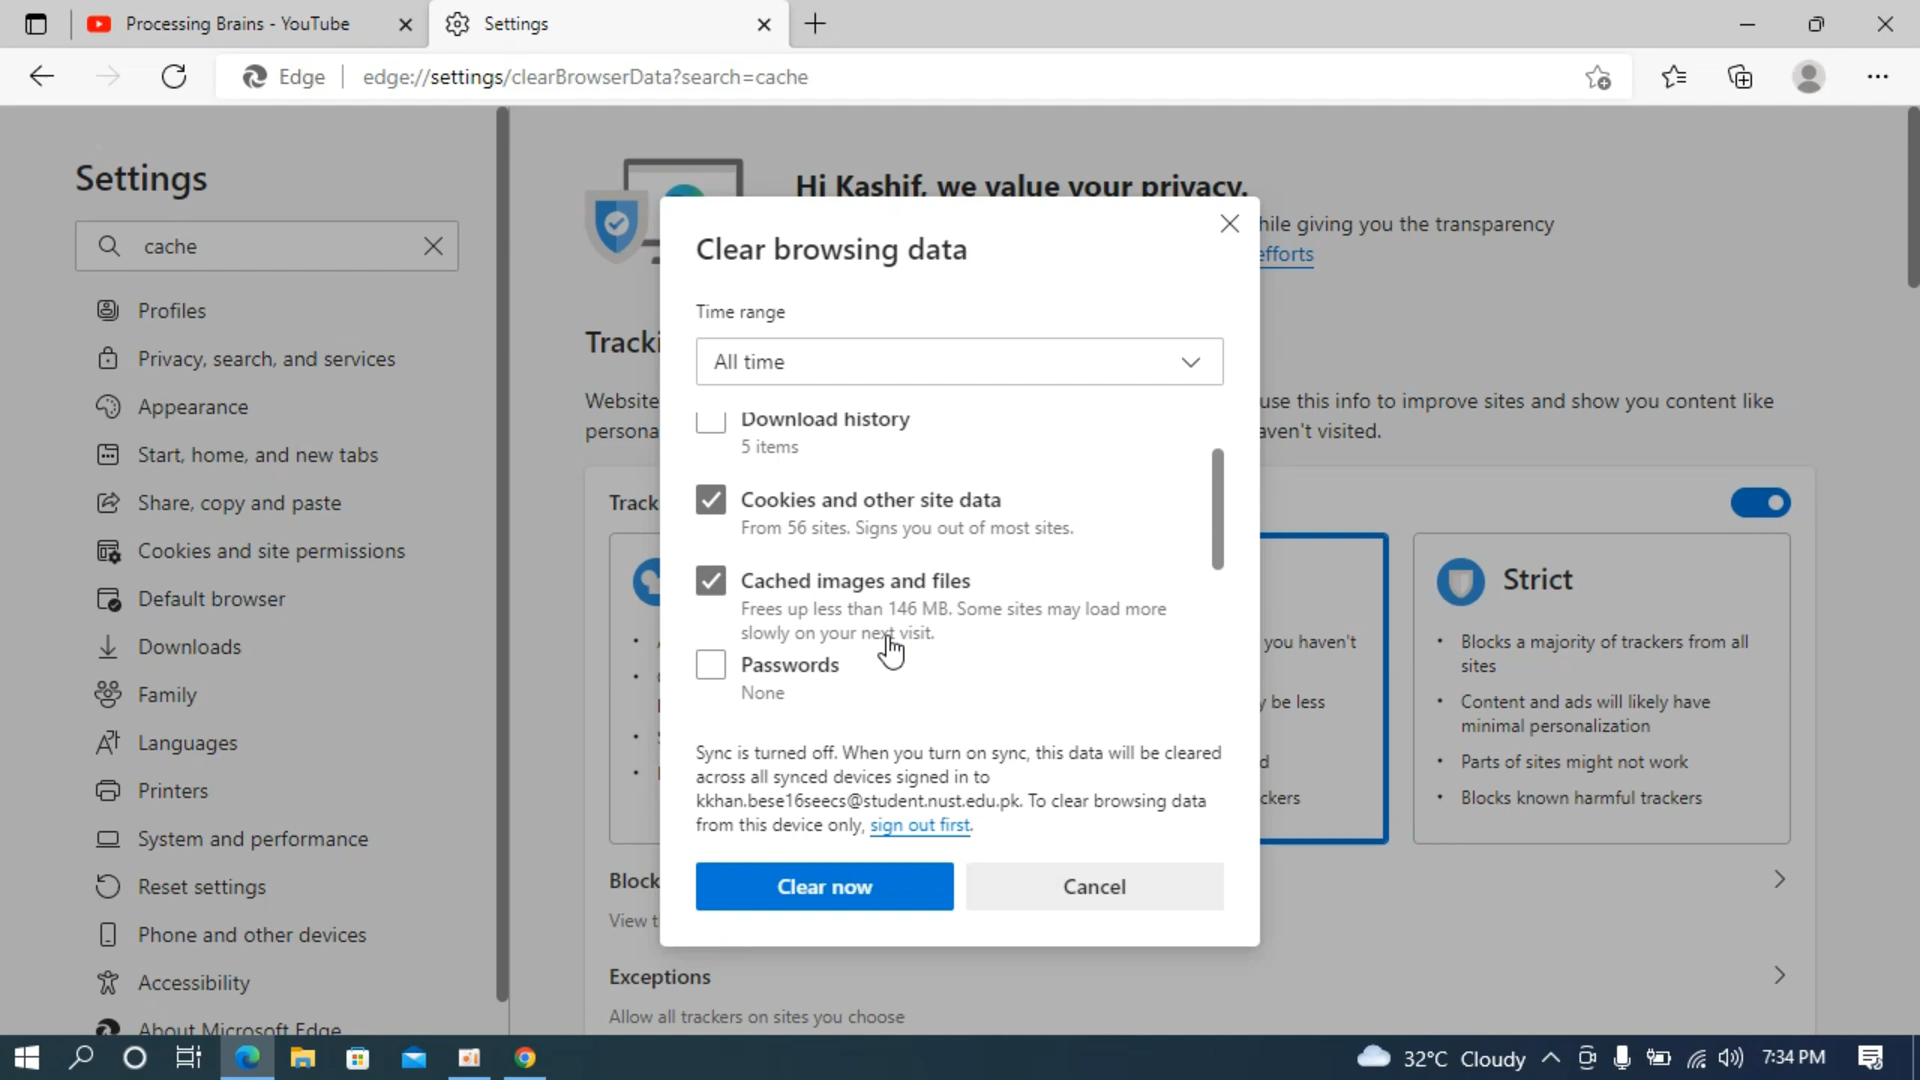 Processing Brains - YouTube
Settings
Edge
edge://settings/clearBrowserData?search=cache
Settings
cache
Profiles
Privacy, search, and services
Appearance
Start, home, and new tabs
Share, copy and paste
Cookies and site permissions
Default browser
Downloads
Family
Languages
Printers
System and performance
Reset settings
Phone and other devices
Accessibility
About Microsoft Edge
Hi Kashif, we value your privacy.
hile giving you the transparency
efforts
Tracki
Website
use this info to improve sites and show you content like
persona
aven't visited.
Track
Clear browsing data
Time range
All time
Download history
5 items
Cookies and other site data
From 56 sites. Signs you out of most sites.
Cached images and files
Frees up less than 146 MB. Some sites may load more
slowly on your next visit.
Passwords
None
Sync is turned off. When you turn on sync, this data will be cleared
across all synced devices signed in to
kkhan.bese16seecs@student.nust.edu.pk. To clear browsing data
from this device only, sign out first.
Clear now
Cancel
you haven't
y be less
d
ckers
Strict
• Blocks a majority of trackers from all
sites
• Content and ads will likely have
minimal personalization
• Parts of sites might not work
• Blocks known harmful trackers
Block
View t
Exceptions
Allow all trackers on sites you choose
32°C Cloudy
7:34 PM